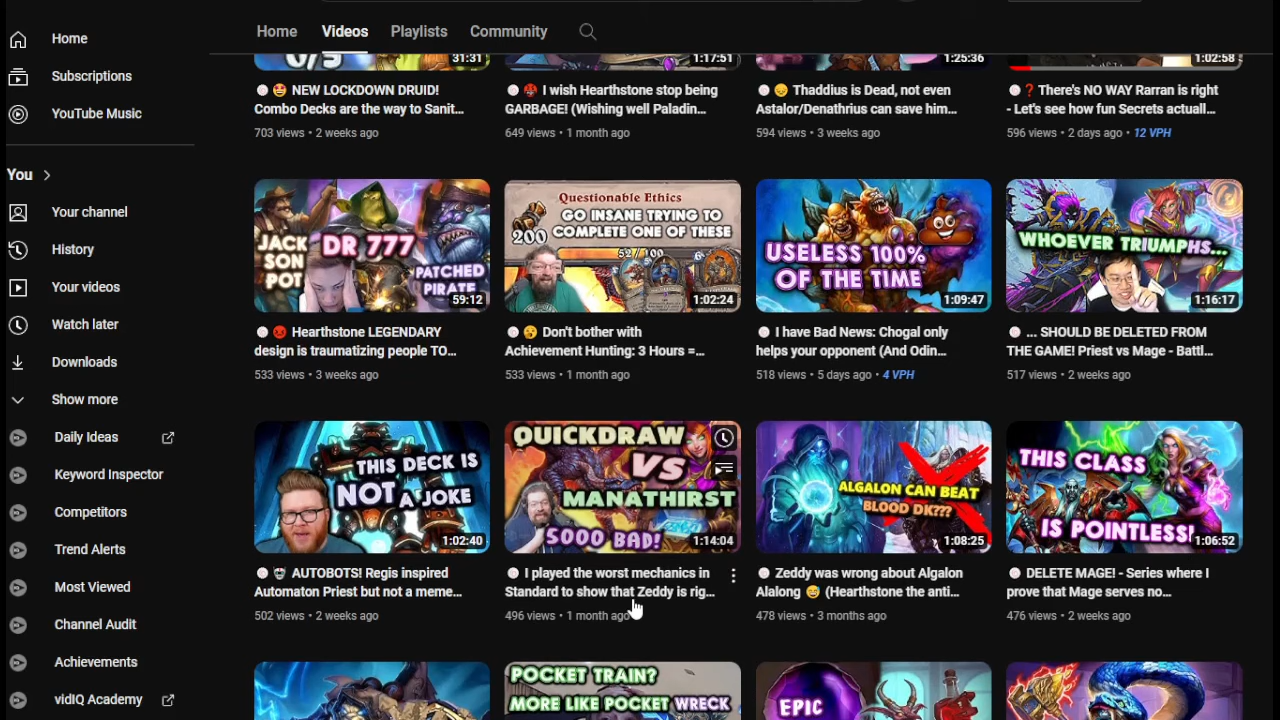 Home
Videos
Playlists
Community
Home
Subscriptions
YouTube Music
You
Your channel
History
Your videos
Watch later
Downloads
Show more
Daily Ideas
Keyword Inspector
Competitors
Trend Alerts
Most Viewed
Channel Audit
Achievements
vidIQ Academy
31:31
NEW LOCKDOWN DRUID!
Combo Decks are the way to Sanit...
703 views • 2 weeks ago
1:17:51
I wish Hearthstone stop being
GARBAGE! (Wishing well Paladin...
649 views • 1 month ago
1:25:36
Thaddius is Dead, not even
Astalor/Denathrius can save him...
594 views • 3 weeks ago
1:02:58
There's NO WAY Rarran is right
- Let's see how fun Secrets actuall...
596 views • 2 days ago • 12 VPH
JACK
SON
POT
DR 777
PATCHED
PIRATE
59:12
Hearthstone LEGENDARY
design is traumatizing people TO...
533 views • 3 weeks ago
Questionable Ethics
GO INSANE TRYING TO
COMPLETE ONE OF THESE
200
52/100
1:02:24
Don't bother with
Achievement Hunting: 3 Hours =...
533 views • 1 month ago
USELESS 100%
OF THE TIME
1:09:47
I have Bad News: Chogal only
helps your opponent (And Odin...
518 views • 5 days ago • 4 VPH
WHOEVER TRIUMPHS...
1:16:17
... SHOULD BE DELETED FROM
THE GAME! Priest vs Mage - Battl...
517 views • 2 weeks ago
THIS DECK IS
NOT A JOKE
1:02:40
AUTOBOTS! Regis inspired
Automaton Priest but not a meme...
502 views • 2 weeks ago
QUICKDRAW
VS
MANATHIRST
5000 BAD!
1:14:04
I played the worst mechanics in
Standard to show that Zeddy is rig...
496 views • 1 month ago
ALGALON CAN BEAT
BLOOD DK???
1:08:25
Zeddy was wrong about Algalon
Alalong (Hearthstone the anti...
478 views • 3 months ago
THIS CLASS
IS POINTLESS!
1:06:52
DELETE MAGE! - Series where I
prove that Mage serves no...
476 views • 2 weeks ago
POCKET TRAIN?
MORE LIKE POCKET WRECK
EPIC